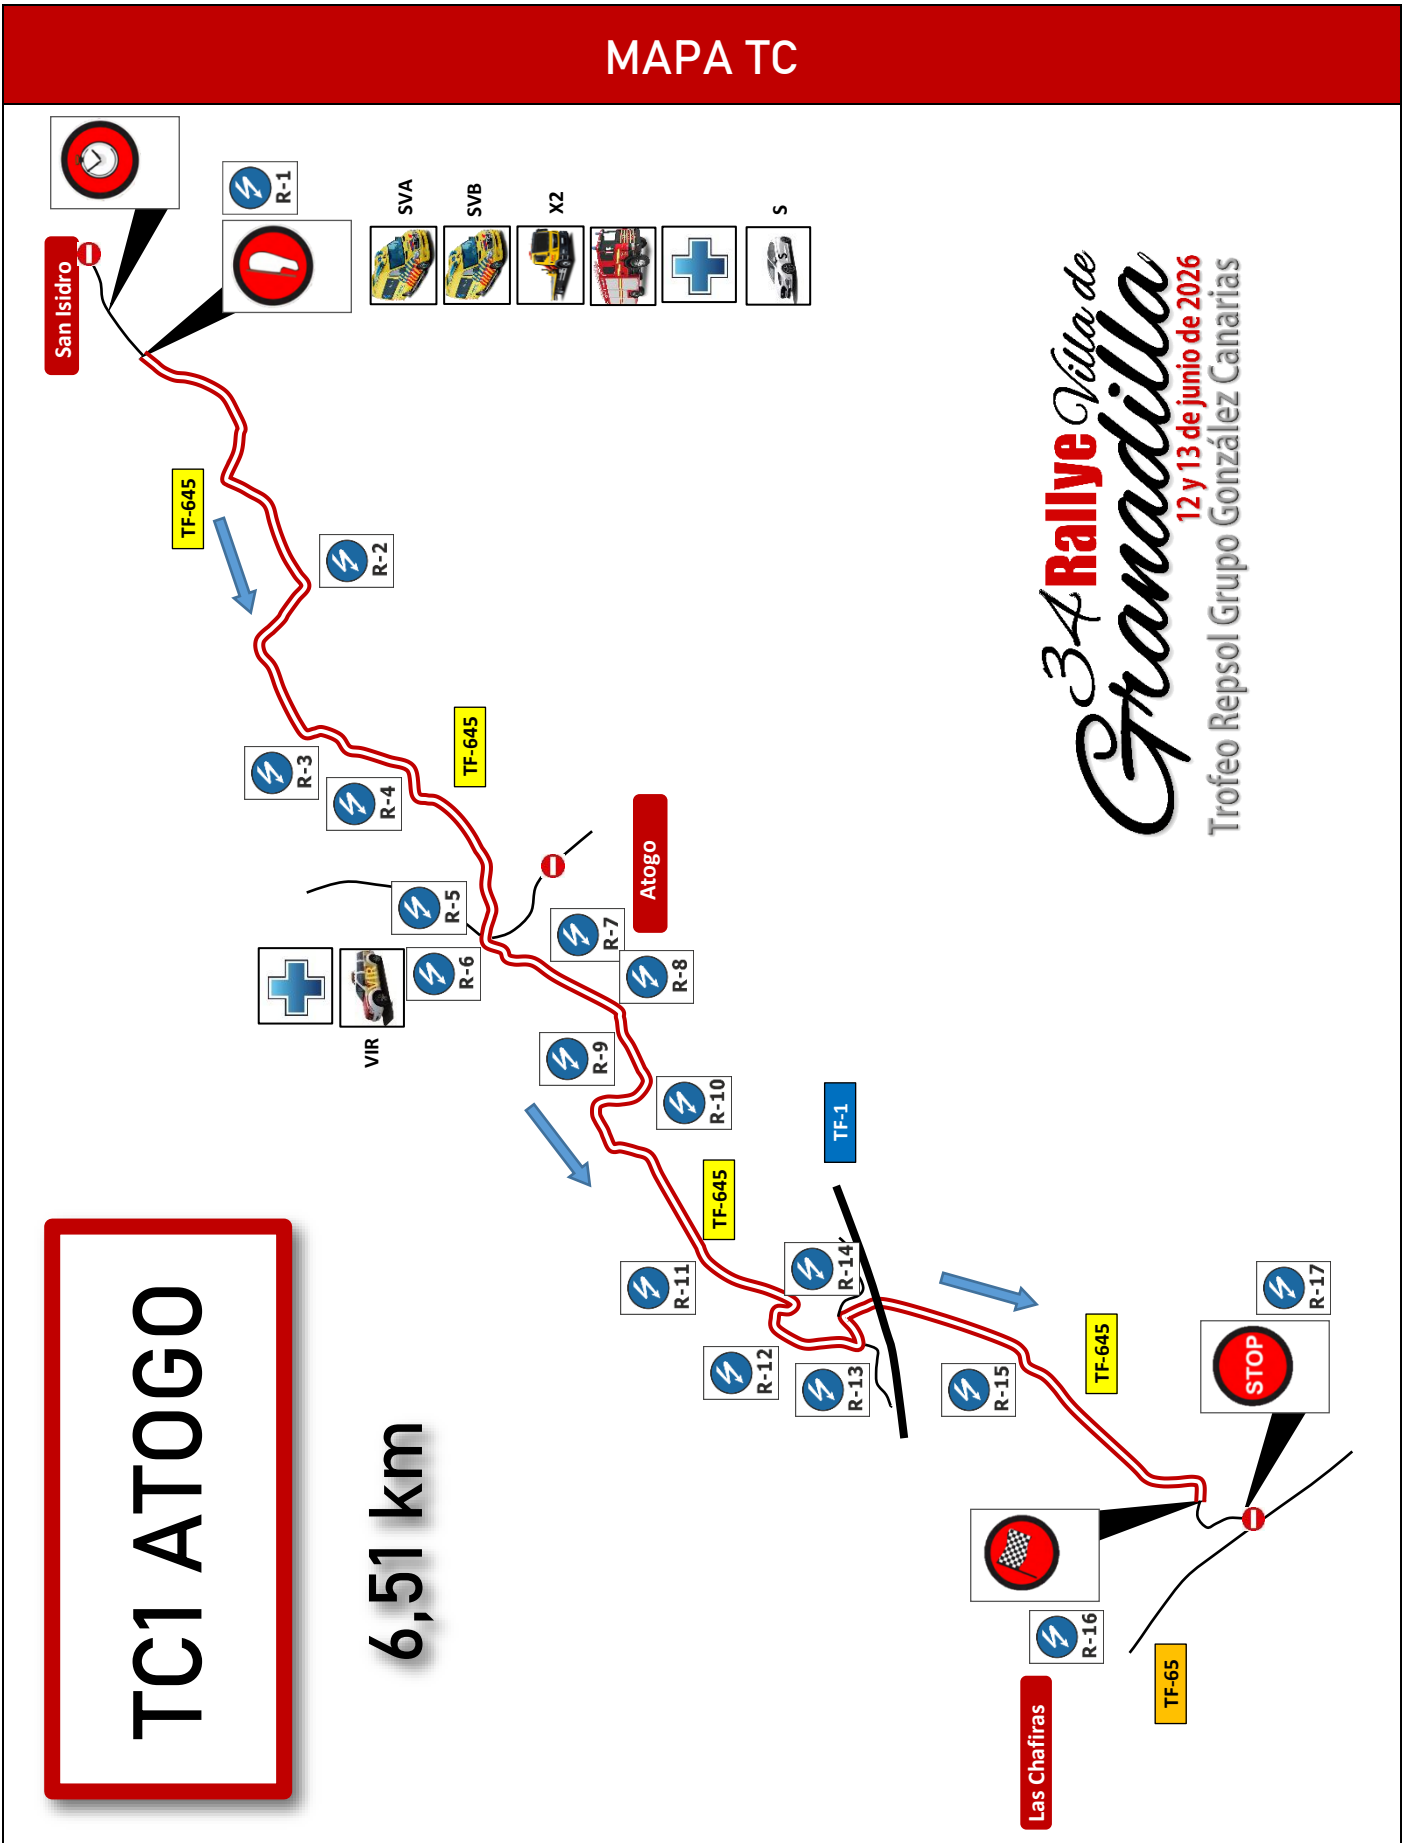 MAPA TC
TC1 ATOGO
6,51 km
San Isidro
R-1
SVA
SVB
X2
S
S
TF-645
R-2
R-3
R-4
TF-645
R-5
R-6
VIR
VIR
R-7
R-8
Atogo
R-9
R-10
TF-645
TF-1
R-11
R-12
R-13
R-14
R-15
TF-645
R-16
R-17
STOP
Las Chafiras
TF-65
34 Rallye Villa de
Granadilla
12 y 13 de junio de 2026
Trofeo Repsol Grupo González Canarias